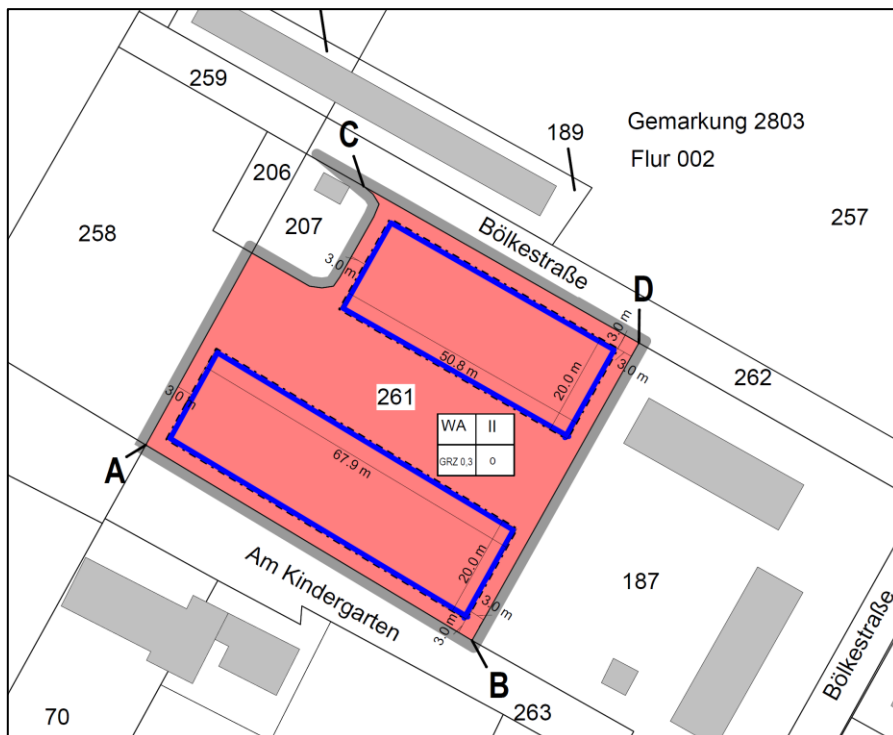 259
189
Gemarkung 2803
Flur 002
C
206
257
207
258
Bölkestraße
3.0 m
D
3.0 m
3.0 m
50.8 m
20.0 m
262
261
3.0 m
WA II
GRZ 0,3 o
A
67.9 m
20.0 m
187
Am Kindergarten
3.0 m
3.0 m
Bölkestraße
B
70
263